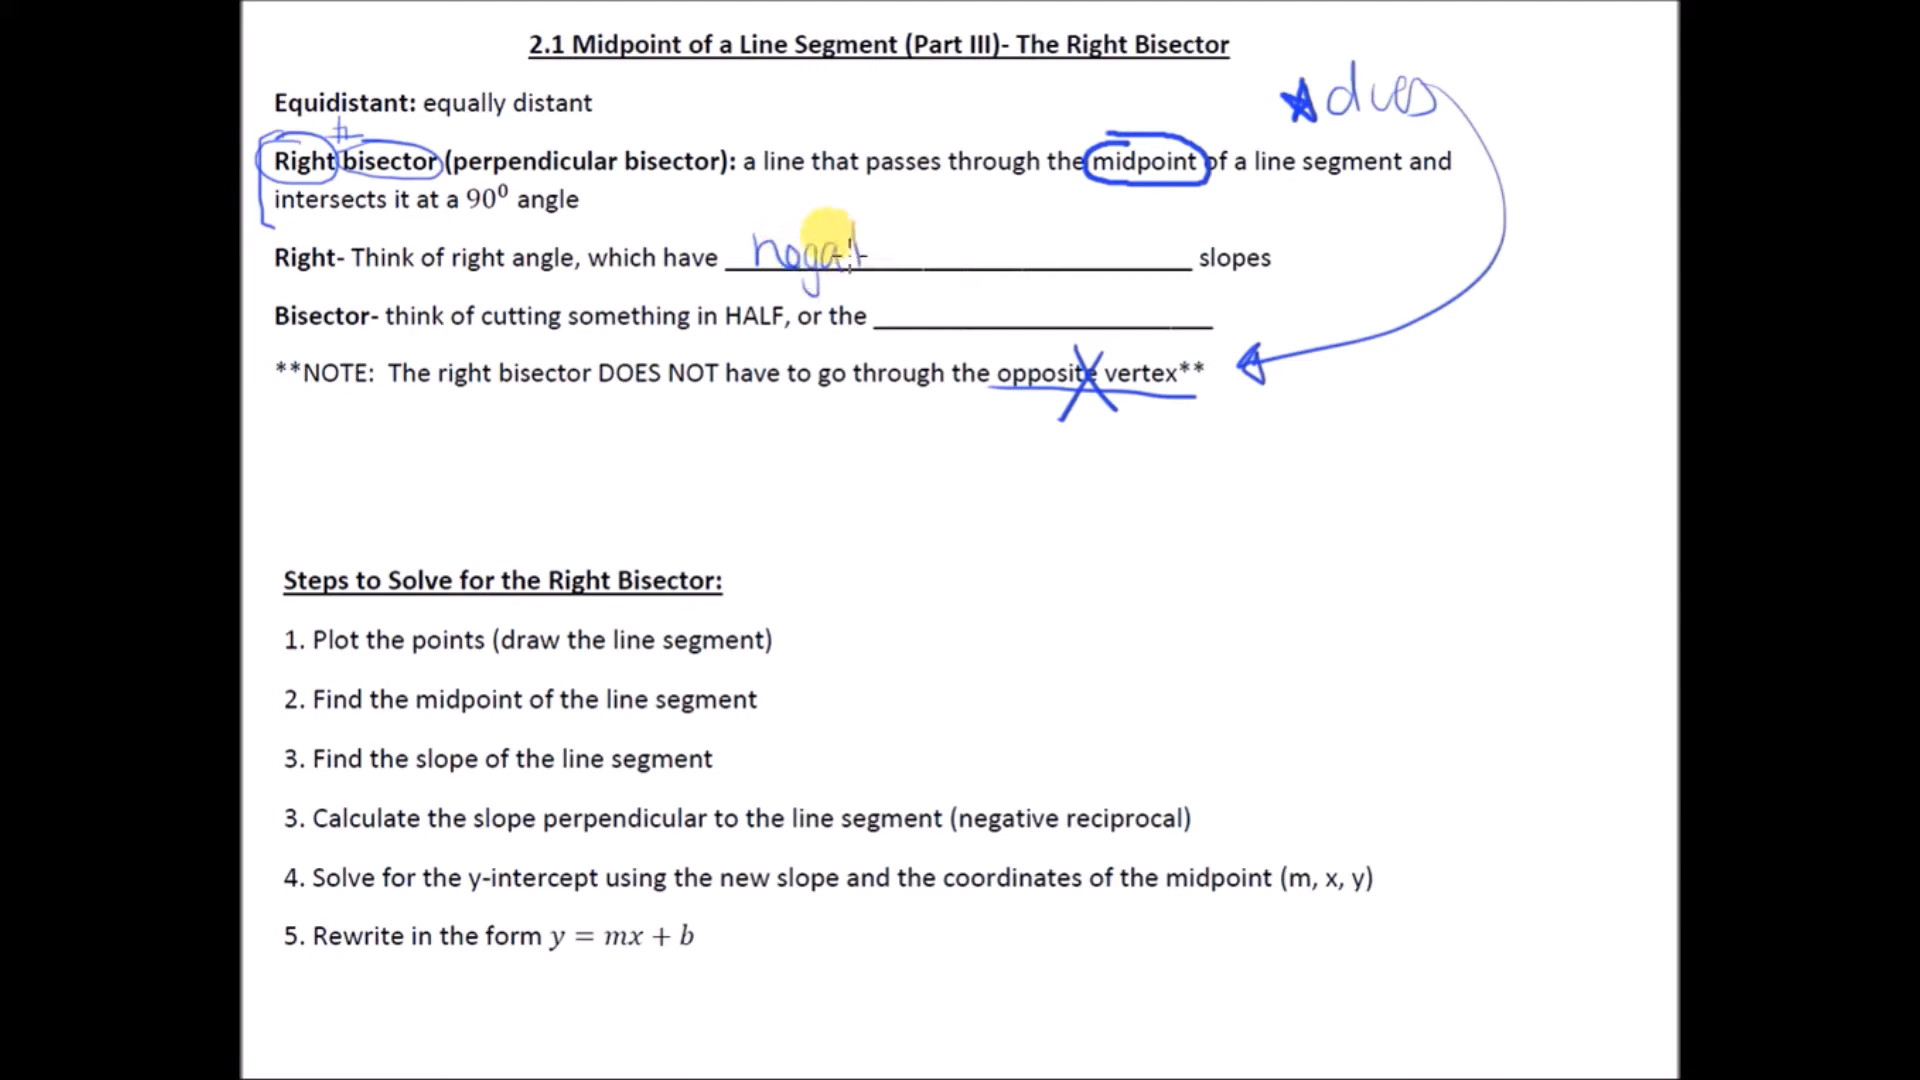 2.1 Midpoint of a Line Segment (Part III)- The Right Bisector
Equidistant: equally distant
Right bisector (perpendicular bisector): a line that passes through the midpoint of a line segment and
intersects it at a 90⁰ angle
Right- Think of right angle, which have negat____________________ slopes
Bisector- think of cutting something in HALF, or the ____________________
**NOTE: The right bisector DOES NOT have to go through the opposite vertex**
Steps to Solve for the Right Bisector:
1. Plot the points (draw the line segment)
2. Find the midpoint of the line segment
3. Find the slope of the line segment
3. Calculate the slope perpendicular to the line segment (negative reciprocal)
4. Solve for the y-intercept using the new slope and the coordinates of the midpoint (m, x, y)
5. Rewrite in the form y = mx + b